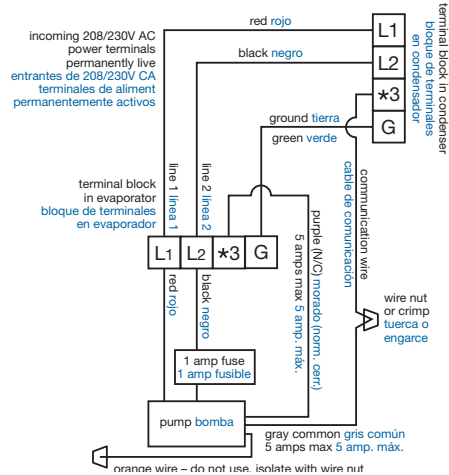 red rojo
L1
incoming 208/230V AC
power terminals
permanently live
entrantes de 208/230V CA
terminales de aliment
permanentemente activos
black negro
L2
*3
G
terminal block in condenser
bloque de terminales
en condensador
ground tierra
green verde
line 1 línea 1
line 2 línea 2
terminal block
in evaporator
bloque de terminales
en evaporador
L1
L2
*3
G
communication wire
cable de comunicación
purple (N/C) morado (norm. cerr.)
5 amps max 5 amp. máx.
red rojo
black negro
wire nut
or crimp
tuerca o
engarce
1 amp fuse
1 amp fusible
pump bomba
gray common gris común
5 amps max 5 amp. máx.
orange wire – do not use, isolate with wire nut